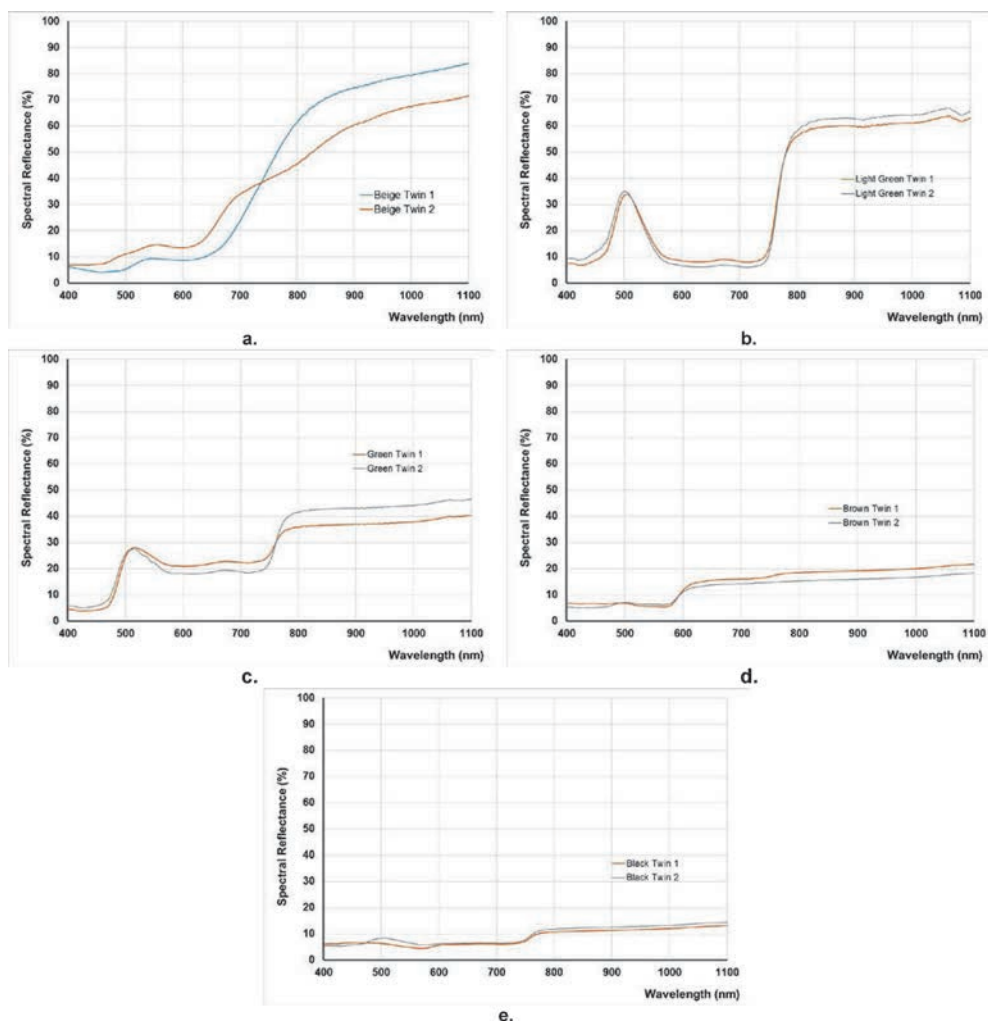 Spectral Reflectance (%)
100
90
80
70
60
50
40
30
20
10
0
Beige Twin 1
Beige Twin 2
400 500 600 700 800 900 1000 1100
Wavelength (nm)
a.
Spectral Reflectance (%)
100
90
80
70
60
50
40
30
20
10
0
Light Green Twin 1
Light Green Twin 2
400 500 600 700 800 900 1000 1100
Wavelength (nm)
b.
Spectral Reflectance (%)
100
90
80
70
60
50
40
30
20
10
0
Green Twin 1
Green Twin 2
400 500 600 700 800 900 1000 1100
Wavelength (nm)
c.
Spectral Reflectance (%)
100
90
80
70
60
50
40
30
20
10
0
Brown Twin 1
Brown Twin 2
400 500 600 700 800 900 1000 1100
Wavelength (nm)
d.
Spectral Reflectance (%)
100
90
80
70
60
50
40
30
20
10
0
Black Twin 1
Black Twin 2
400 500 600 700 800 900 1000 1100
Wavelength (nm)
e.